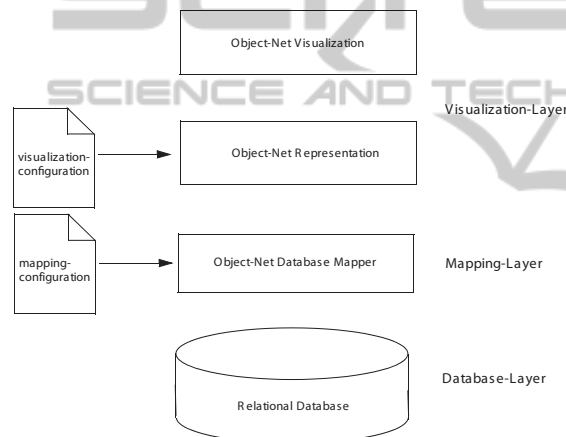 Object-Net Visualization
SCIENCE AND TECH
Visualization-Layer
visualization-
configuration
Object-Net Representation
mapping-
configuration
Object-Net Database Mapper
Mapping-Layer
Database-Layer
Relational Database